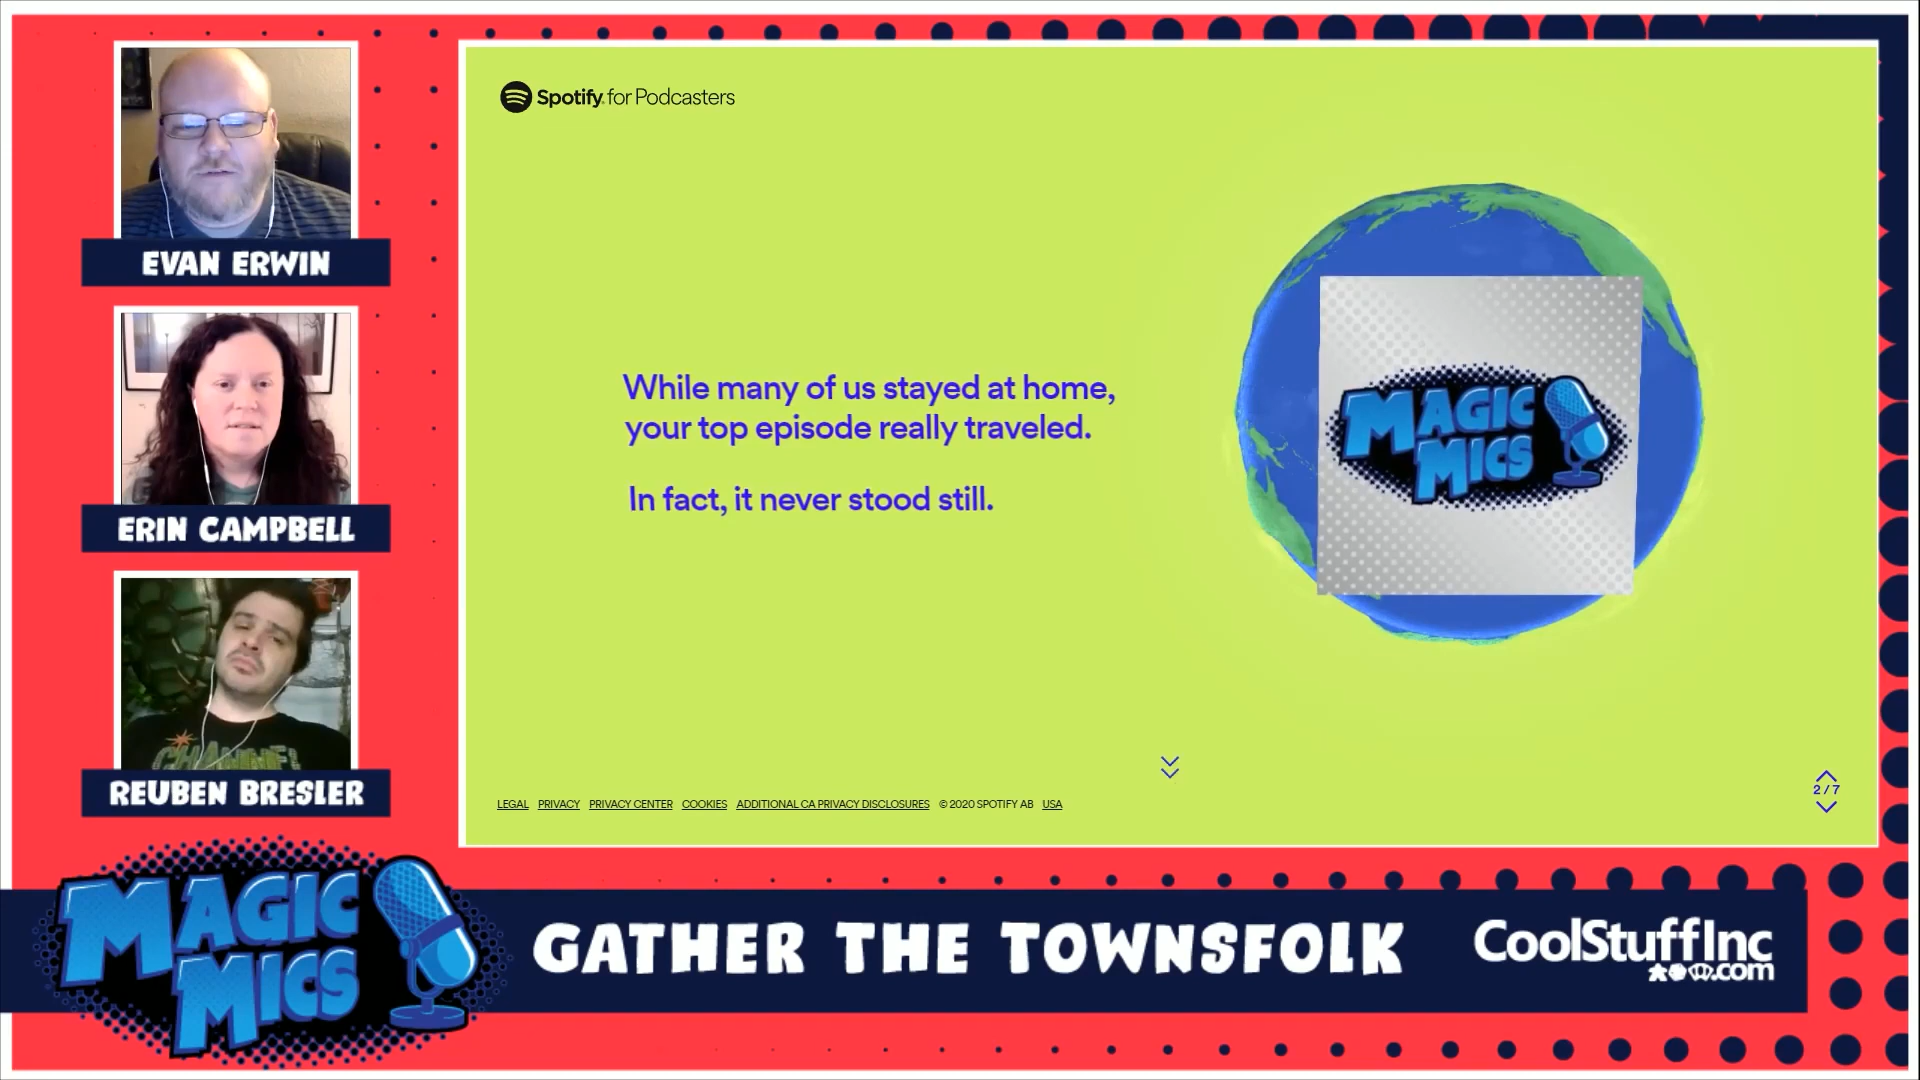 EVAN ERWIN
ERIN CAMPBELL
CHANNEL
REUBEN BRESLER
Spotify for Podcasters
While many of us stayed at home,
your top episode really traveled.
In fact, it never stood still.
MAGIC
MICS
2 / 7
LEGAL PRIVACY PRIVACY CENTER COOKIES ADDITIONAL CA PRIVACY DISCLOSURES © 2020 SPOTIFY AB USA
MAGIC
MICS
GATHER THE TOWNSFOLK
CoolStuffInc
.com